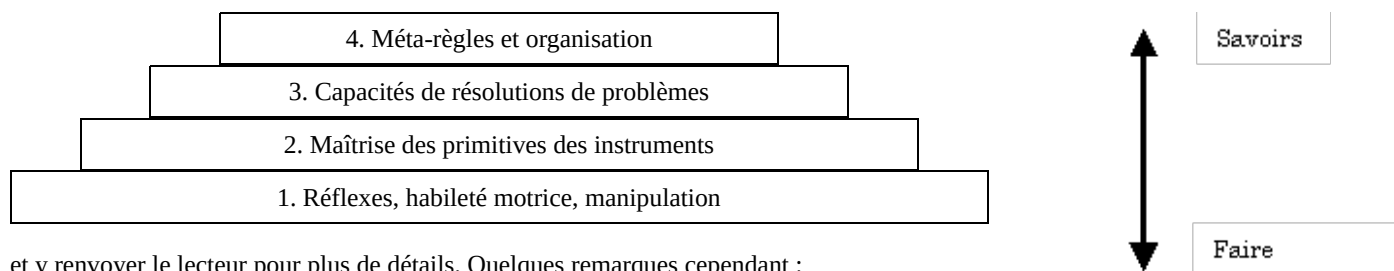 4. Méta-règles et organisation
Savoirs
3. Capacités de résolutions de problèmes
2. Maîtrise des primitives des instruments
1. Réflexes, habileté motrice, manipulation
Faire
et y renvoyer le lecteur pour plus de détails. Quelques remarques cependant :